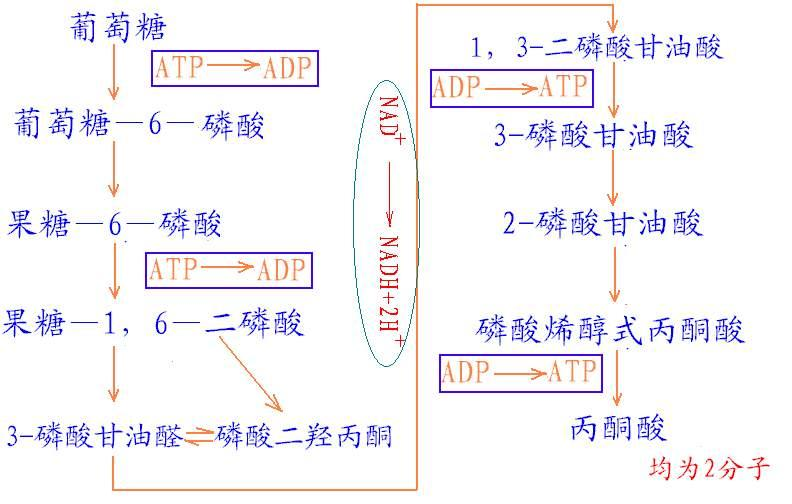 葡萄糖
ATP→ADP
葡萄糖—6—磷酸
果糖—6—磷酸
ATP→ADP
果糖—1, 6—二磷酸
3-磷酸甘油醛⇌磷酸二羟丙酮
NAD+→NADH+2H+
1, 3-二磷酸甘油酸
ADP→ATP
3-磷酸甘油酸
2-磷酸甘油酸
磷酸烯醇式丙酮酸
ADP→ATP
丙酮酸
均为2分子